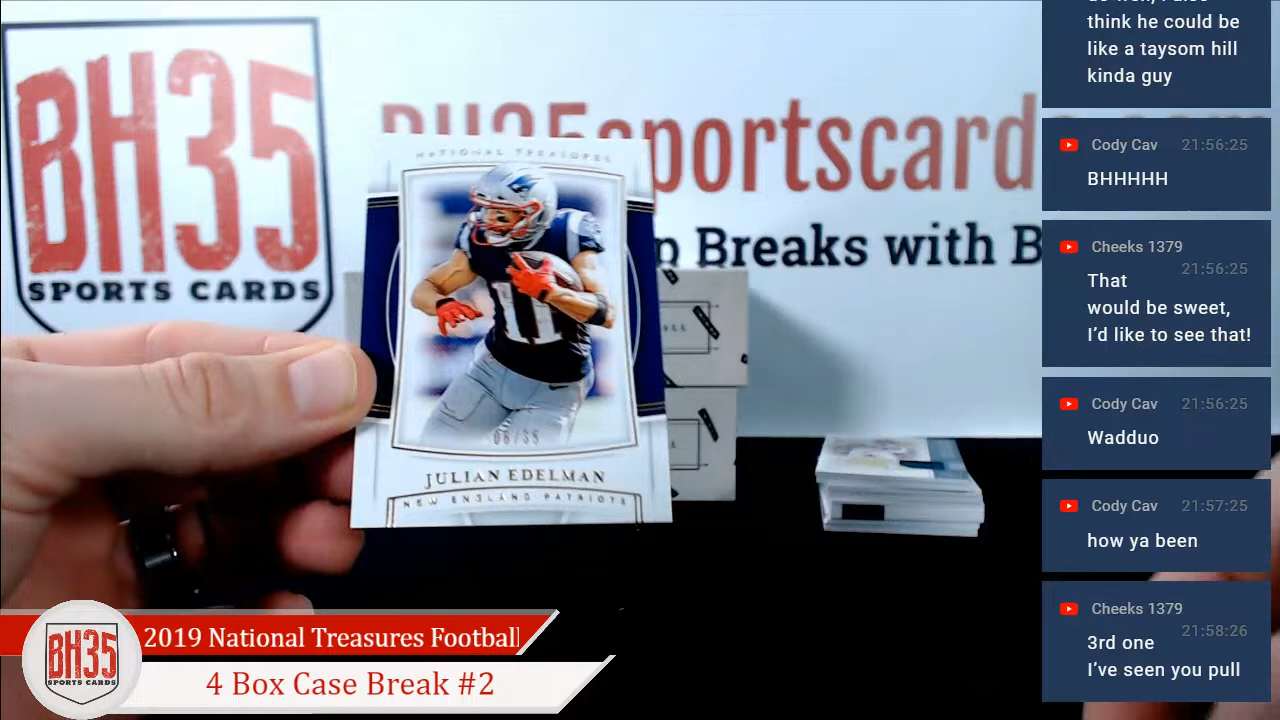 BH35
SPORTS CARDS
BH35sportscard
p Breaks with B
NATIONAL TREASURES
11
06/35
JULIAN EDELMAN
NEW ENGLAND PATRIOTS
BH35
SPORTS CARDS
2019 National Treasures Football
4 Box Case Break #2
think he could be
like a taysom hill
kinda guy
Cody Cav 21:56:25
BHHHHH
Cheeks 1379
21:56:25
That
would be sweet,
I'd like to see that!
Cody Cav 21:56:25
Wadduo
Cody Cav 21:57:25
how ya been
Cheeks 1379
21:58:26
3rd one
I've seen you pull